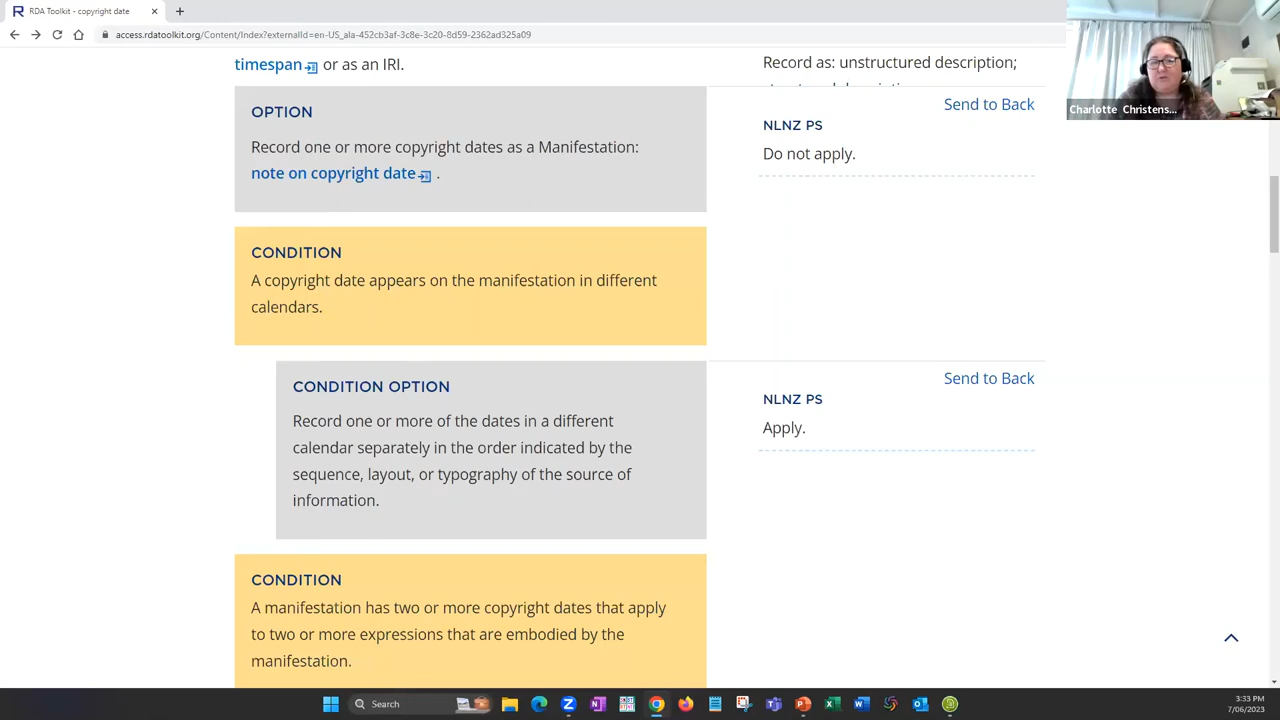 RDA Toolkit - copyright date
access.rdatoolkit.org/Content/Index?externalId=en-US_ala-452cb3af-3c8e-3c20-8d59-2362ad325a09
Charlotte Christens...
timespan or as an IRI.
Record as: unstructured description;
OPTION
Record one or more copyright dates as a Manifestation:
note on copyright date .
Send to Back
NLNZ PS
Do not apply.
CONDITION
A copyright date appears on the manifestation in different
calendars.
CONDITION OPTION
Record one or more of the dates in a different
calendar separately in the order indicated by the
sequence, layout, or typography of the source of
information.
Send to Back
NLNZ PS
Apply.
CONDITION
A manifestation has two or more copyright dates that apply
to two or more expressions that are embodied by the
manifestation.
Search
3:33 PM
7/06/2023